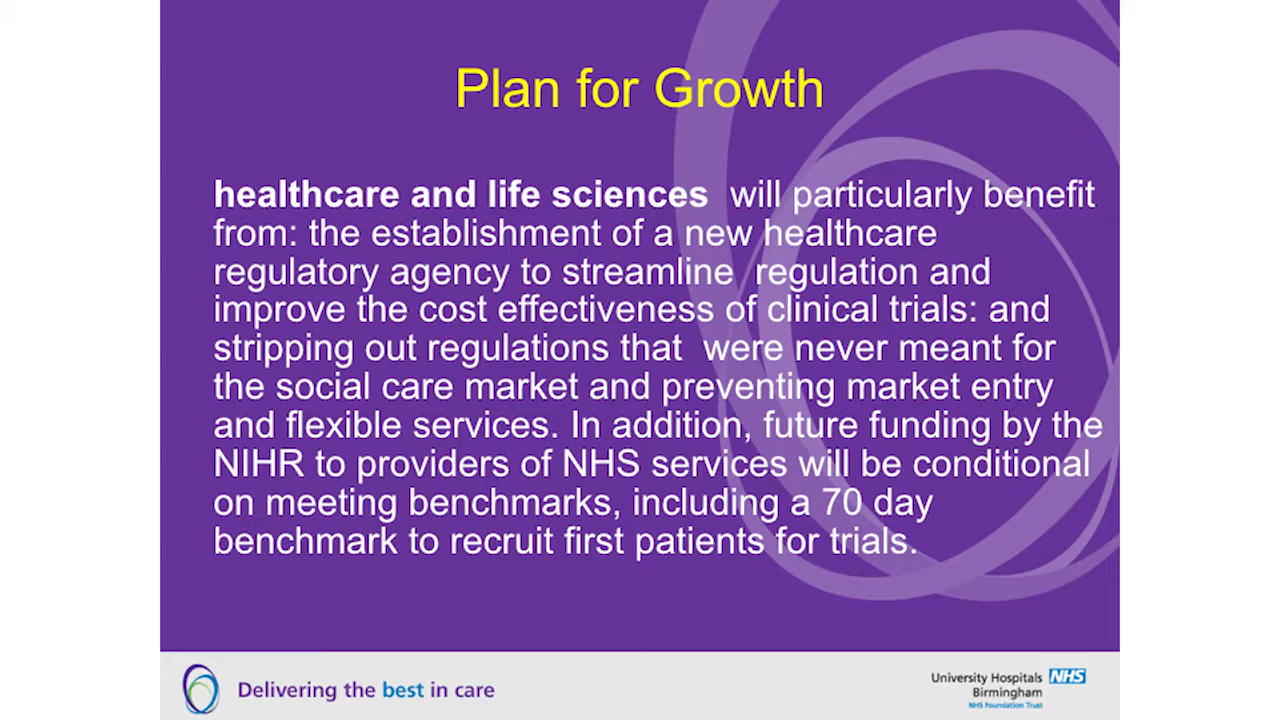 Plan for Growth
healthcare and life sciences  will particularly benefit
from: the establishment of a new healthcare
regulatory agency to streamline  regulation and
improve the cost effectiveness of clinical trials: and
stripping out regulations that  were never meant for
the social care market and preventing market entry
and flexible services. In addition, future funding by the
NIHR to providers of NHS services will be conditional
on meeting benchmarks, including a 70 day
benchmark to recruit first patients for trials.
Delivering the best in care
University Hospitals NHS
Birmingham
NHS Foundation Trust